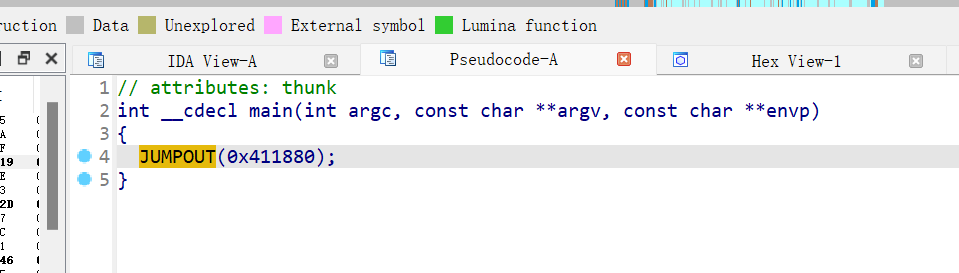 ruction Data Unexplored External symbol Lumina function
IDA View-A Pseudocode-A Hex View-1
1 // attributes: thunk
2 int __cdecl main(int argc, const char **argv, const char **envp)
3 {
4 JUMPOUT(0x411880);
5 }
5
A
F
19
E
3
2D
7
C
1
46